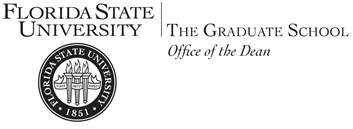 FLORIDA STATE
UNIVERSITY
THE GRADUATE SCHOOL
Office of the Dean
FLORIDA STATE UNIVERSITY
1851